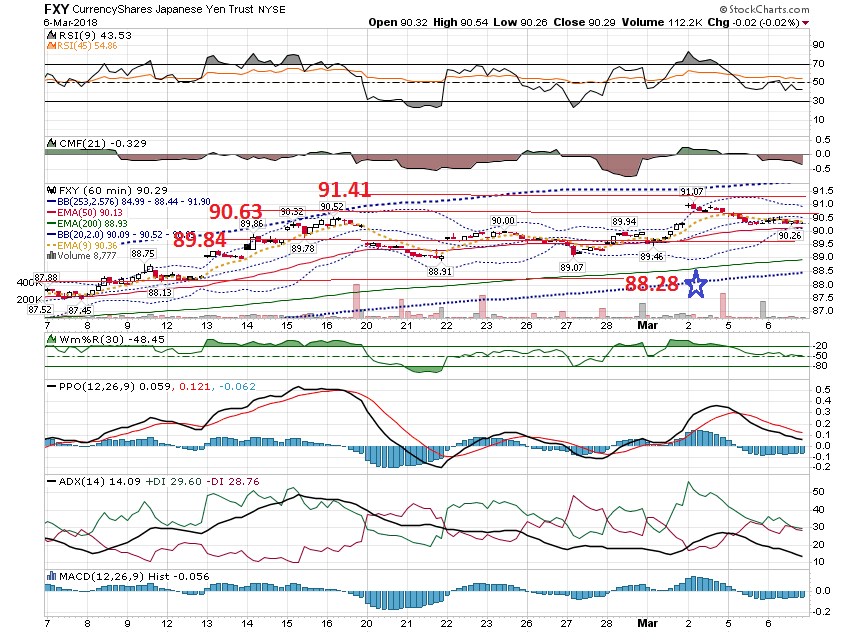 FXY CurrencyShares Japanese Yen Trust NYSE © StockCharts.com
6-Mar-2018 Open 90.32 High 90.54 Low 90.26 Close 90.29 Volume 112.2K Chg -0.02 (-0.02%)
RSI(9) 43.53
RSI(45) 54.86
90
70
50
30
10
CMF(21) -0.329
0.5
0.0
-0.5
FXY (60 min) 90.29
BB(253,2.576) 84.99 - 88.44 - 91.90
EMA(50) 90.13
EMA(200) 88.93
BB(20,2.0) 90.09 - 90.52 -
EMA(9) 90.36
Volume 8,777
91.41
90.63
89.84
88.28
91.07
90.52
90.32
89.86
89.78
90.00
89.94
90.26
89.46
89.07
88.91
88.75
88.13
87.88
87.52
87.45
400K
200K
91.5
91.0
90.5
90.0
89.5
89.0
88.5
88.0
87.5
87.0
7 8 9 12 13 14 15 16 20 21 22 23 26 27 28 Mar 2 5 6
Wm%R(30) -48.45
-20
-50
-80
PPO(12,26,9) 0.059, 0.121, -0.062
0.5
0.4
0.3
0.2
0.1
0.0
-0.1
-0.2
ADX(14) 14.09 +DI 29.60 -DI 28.76
50
40
30
20
10
MACD(12,26,9) Hist -0.056
0.0
-0.2
7 8 9 12 13 14 15 16 20 21 22 23 26 27 28 Mar 2 5 6